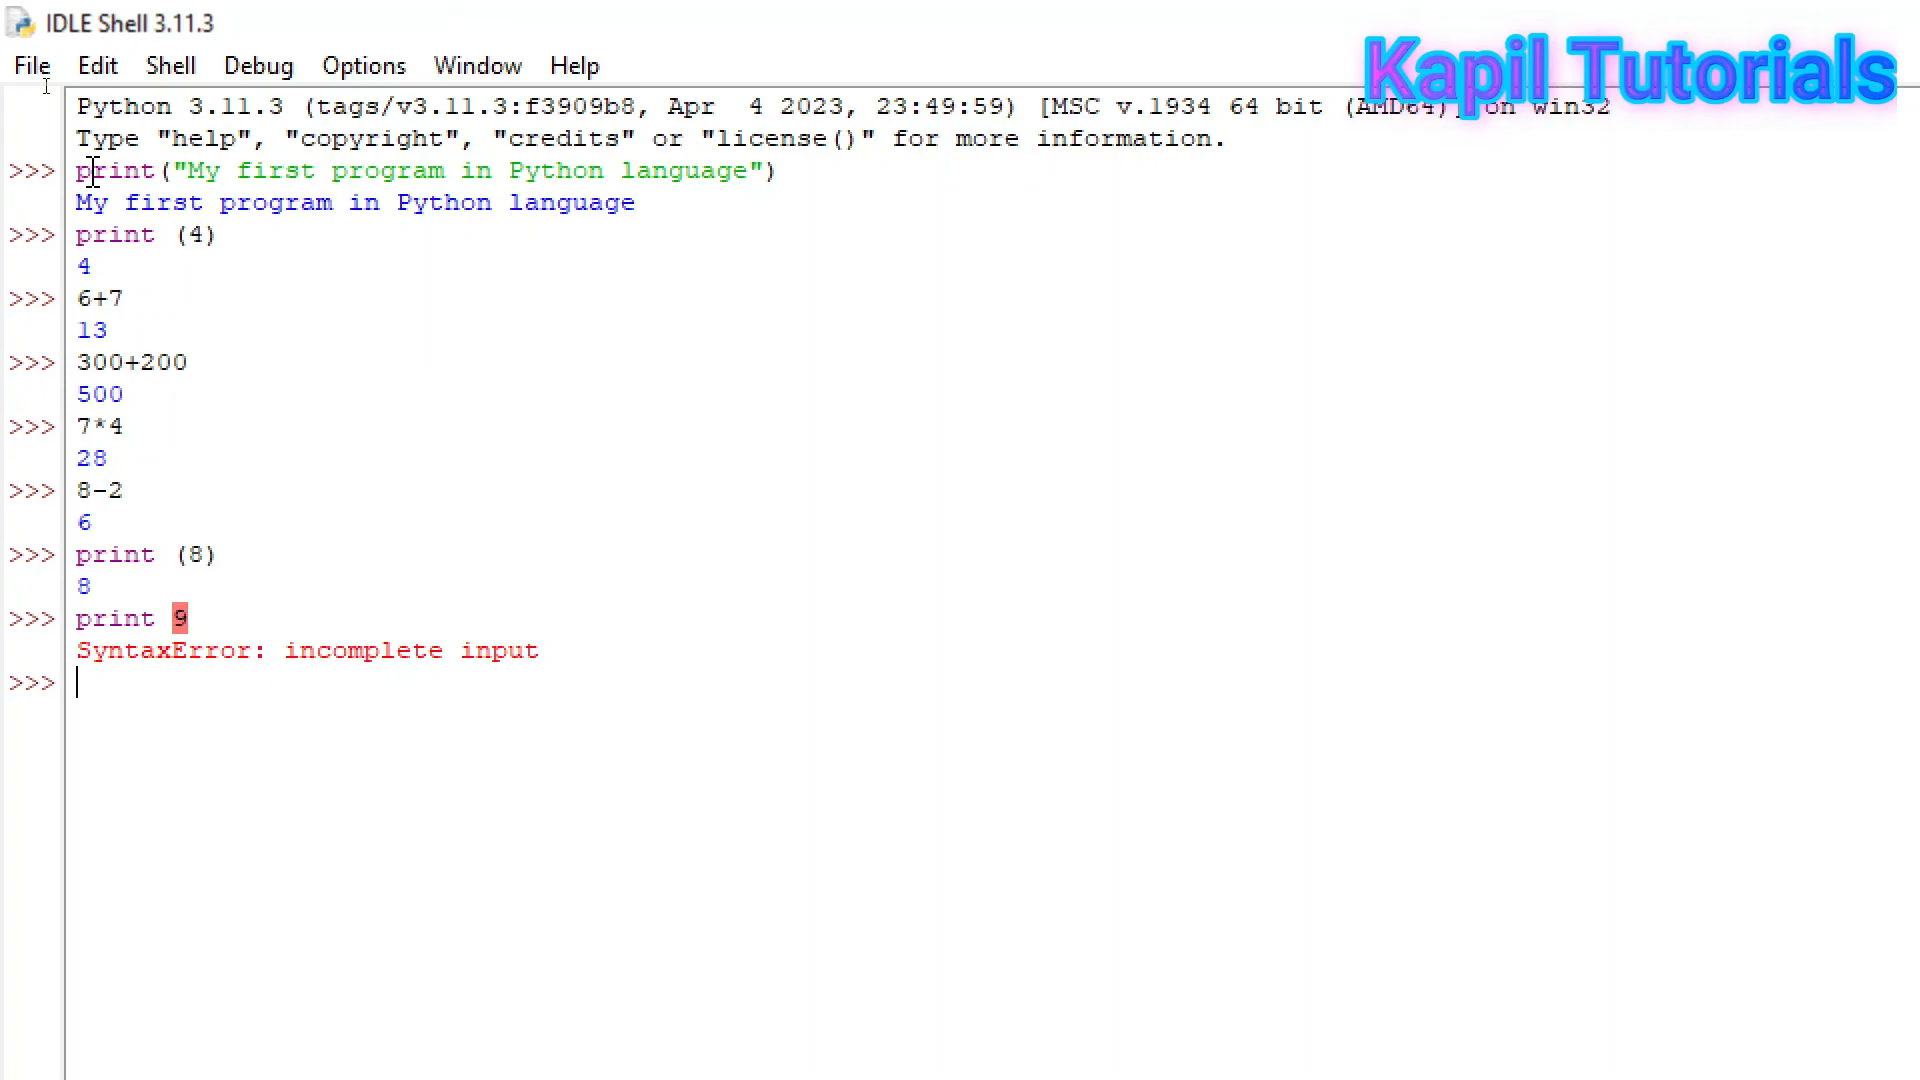 IDLE Shell 3.11.3
File Edit Shell Debug Options Window Help
Kapil Tutorials
Python 3.11.3 (tags/v3.11.3:f3909b8, Apr  4 2023, 23:49:59) [MSC v.1934 64 bit (AMD64)] on win32
Type "help", "copyright", "credits" or "license()" for more information.
>>> print("My first program in Python language")
My first program in Python language
>>> print (4)
4
>>> 6+7
13
>>> 300+200
500
>>> 7*4
28
>>> 8-2
6
>>> print (8)
8
>>> print 9
SyntaxError: incomplete input
>>>